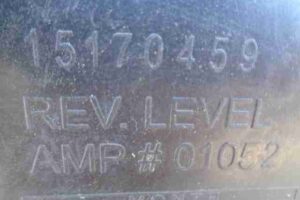 15170459
REV. LEVEL
AMP # 01052